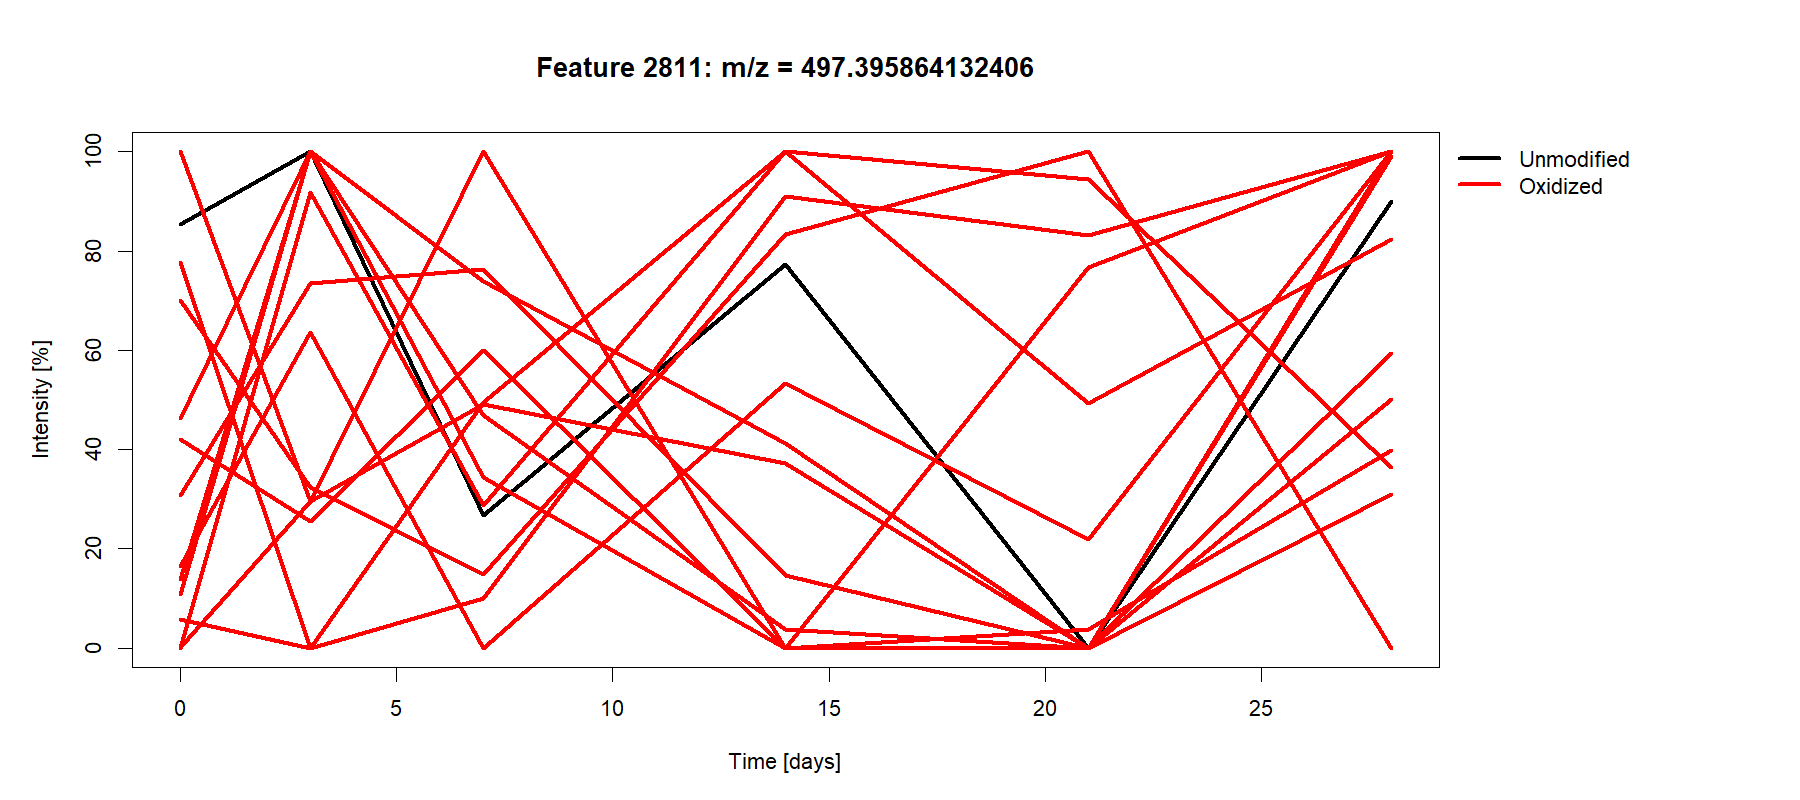 Feature 2811: m/z = 497.395864132406
Unmodified
Oxidized
Intensity [%]
100
80
60
40
20
0
0 5 10 15 20 25
Time [days]